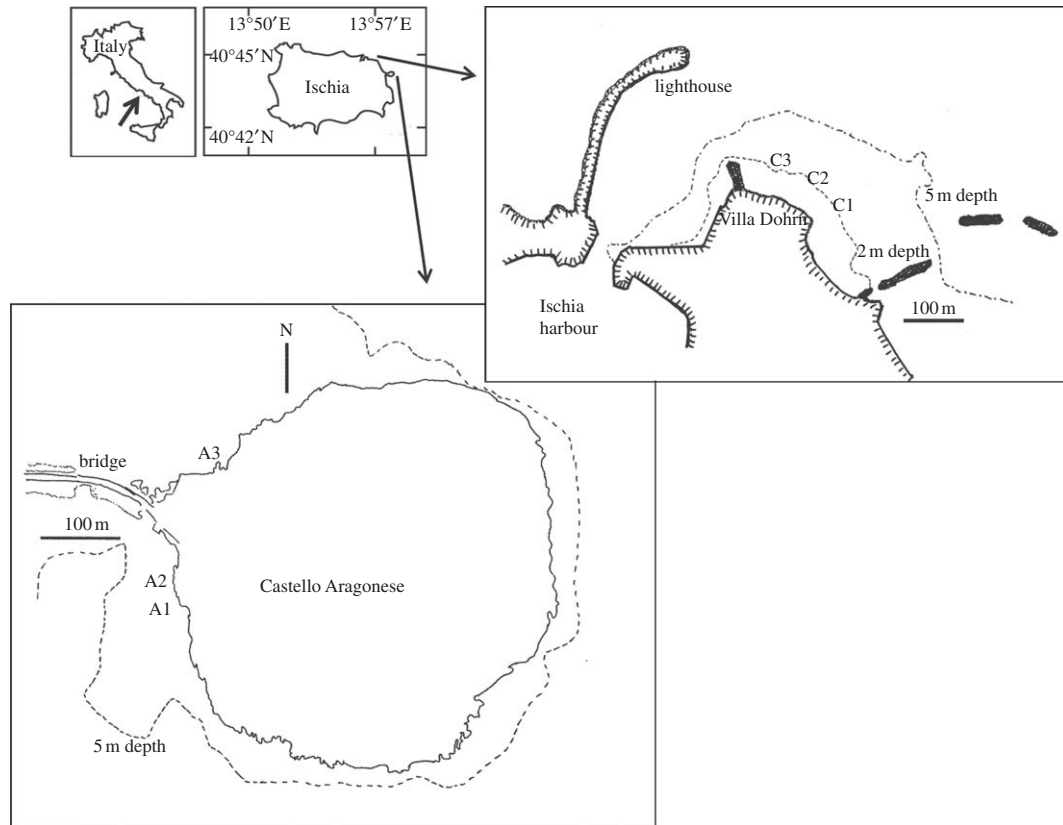 Italy
13°50′E
13°57′E
40°45′N
Ischia
40°42′N
lighthouse
C3
C2
C1
Villa Dohrn
5 m depth
2 m depth
Ischia
harbour
100 m
N
A3
bridge
100 m
A2
A1
Castello Aragonese
5 m depth